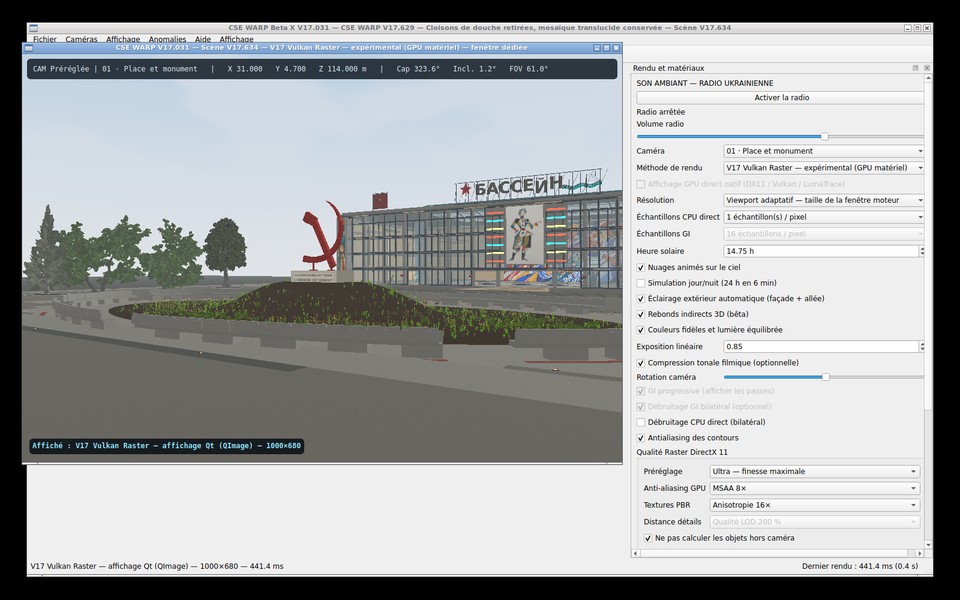 CSE WARP Beta X V17.031 — CSE WARP V17.629 — Cloisons de douche retirées, mosaïque translucide conservée — Scène V17.634
Fichier Caméras Affichage Anomalies Affichage
CSE WARP V17.031 — Scène V17.634 — V17 Vulkan Raster — expérimental (GPU matériel) — fenêtre dédiée
CAM Préréglée | 01 · Place et monument | X 31.000 Y 4.700 Z 114.000 m | Cap 323.6° Incl. 1.2° FOV 61.0°
БАССЕЙН
Affiché : V17 Vulkan Raster — affichage Qt (QImage) — 1000×680
Rendu et matériaux
SON AMBIANT — RADIO UKRAINIENNE
Activer la radio
Radio arrêtée
Volume radio
Caméra 01 · Place et monument
Méthode de rendu V17 Vulkan Raster — expérimental (GPU matériel)
Affichage GPU direct natif (DX11 / Vulkan / LumaTrace)
Résolution Viewport adaptatif — taille de la fenêtre moteur
Échantillons CPU direct 1 échantillon(s) / pixel
Échantillons GI 16 échantillons / pixel
Heure solaire 14.75 h
Nuages animés sur le ciel
Simulation jour/nuit (24 h en 6 min)
Éclairage extérieur automatique (façade + allée)
Rebonds indirects 3D (bêta)
Couleurs fidèles et lumière équilibrée
Exposition linéaire 0.85
Compression tonale filmique (optionnelle)
Rotation caméra
GI progressive (afficher les passes)
Débruitage GI bilatéral (optionnel)
Débruitage CPU direct (bilatéral)
Antialiasing des contours
Qualité Raster DirectX 11
Préréglage Ultra — finesse maximale
Anti-aliasing GPU MSAA 8×
Textures PBR Anisotropie 16×
Distance détails Qualité LOD 200 %
Ne pas calculer les objets hors caméra
V17 Vulkan Raster — affichage Qt (QImage) — 1000×680 — 441.4 ms
Dernier rendu : 441.4 ms (0.4 s)